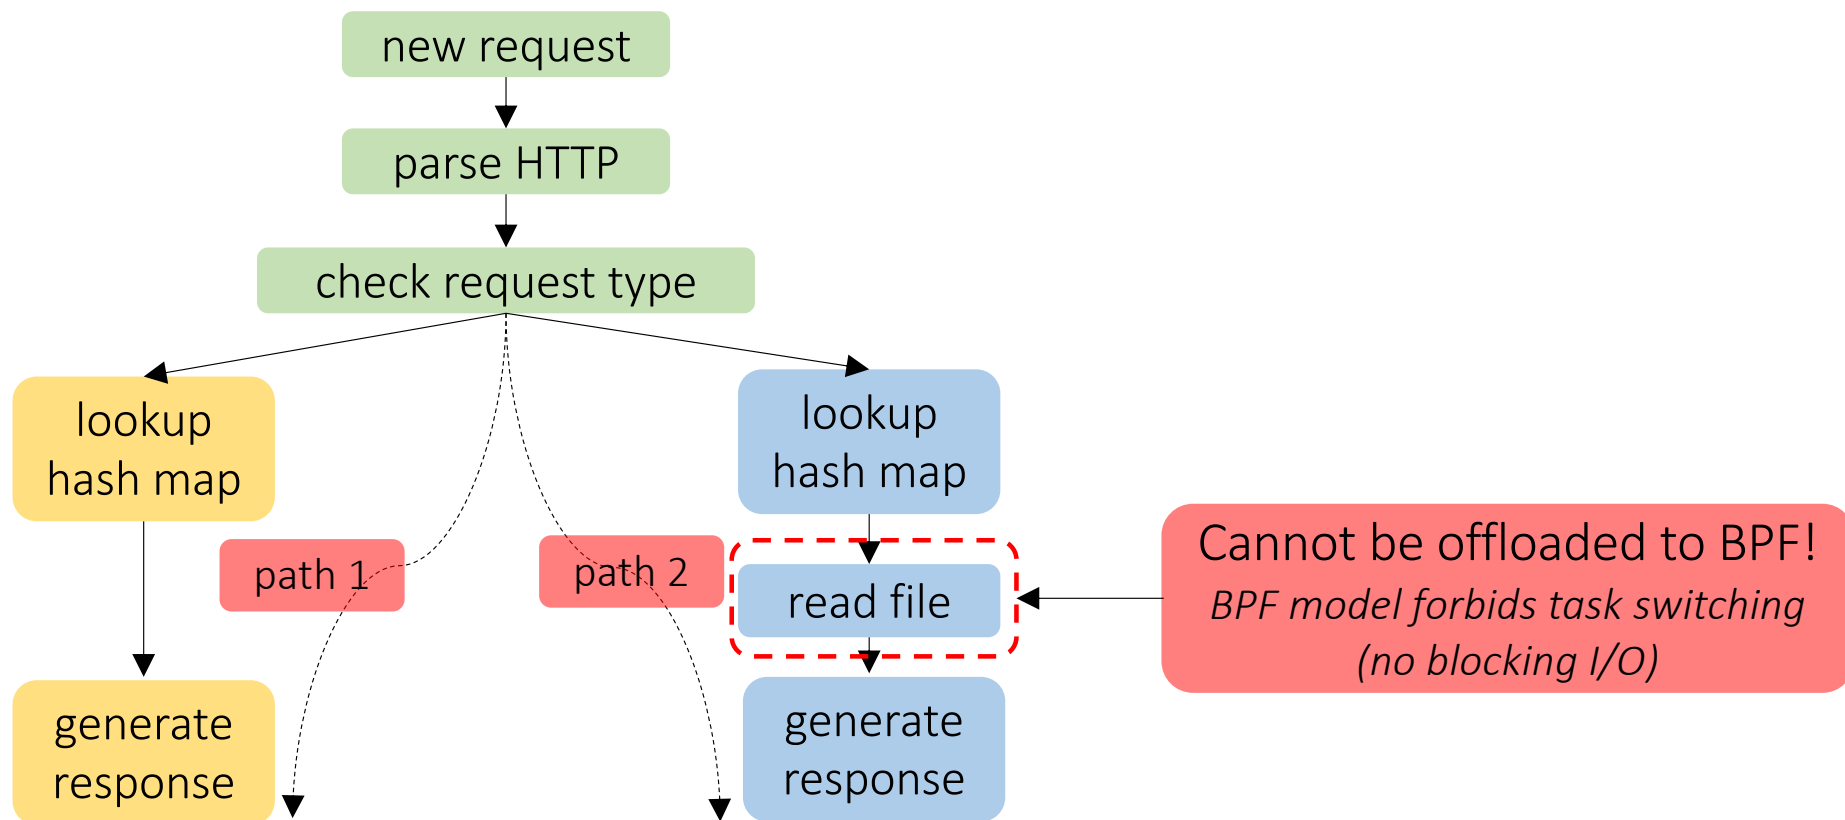 new request
parse HTTP
check request type
lookup
hash map
lookup
hash map
path 1
path 2
read file
Cannot be offloaded to BPF!
BPF model forbids task switching
(no blocking I/O)
generate
response
generate
response